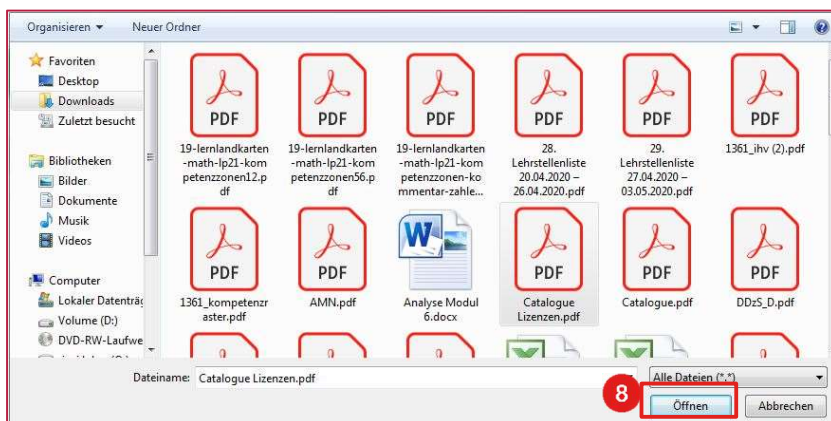 Organisieren Neuer Ordner
Favoriten
Desktop
Downloads
Zuletzt besucht
Bibliotheken
Bilder
Dokumente
Musik
Videos
Computer
Lokaler Datenträg
Volume (D:)
DVD-RW-Laufwe
PDF PDF PDF PDF PDF PDF
19-lernlandkarten
-math-lp21-kom
petenzzonen12.p
df
19-lernlandkarten
-math-lp21-kom
petenzzonen56.p
df
19-lernlandkarten
-math-lp21-kom
petenzzonen-ko
mmentar-zahle...
28.
Lehrstellenliste
20.04.2020 –
26.04.2020.pdf
29.
Lehrstellenliste
27.04.2020 –
03.05.2020.pdf
1361_ihv (2).pdf
PDF PDF W PDF PDF PDF
1361_kompetenzr
aster.pdf
AMN.pdf
Analyse Modul
6.docx
Catalogue
Lizenzen.pdf
Catalogue.pdf
DDzS_D.pdf
Dateiname: Catalogue Lizenzen.pdf
Alle Dateien (*.*)
8
Öffnen Abbrechen